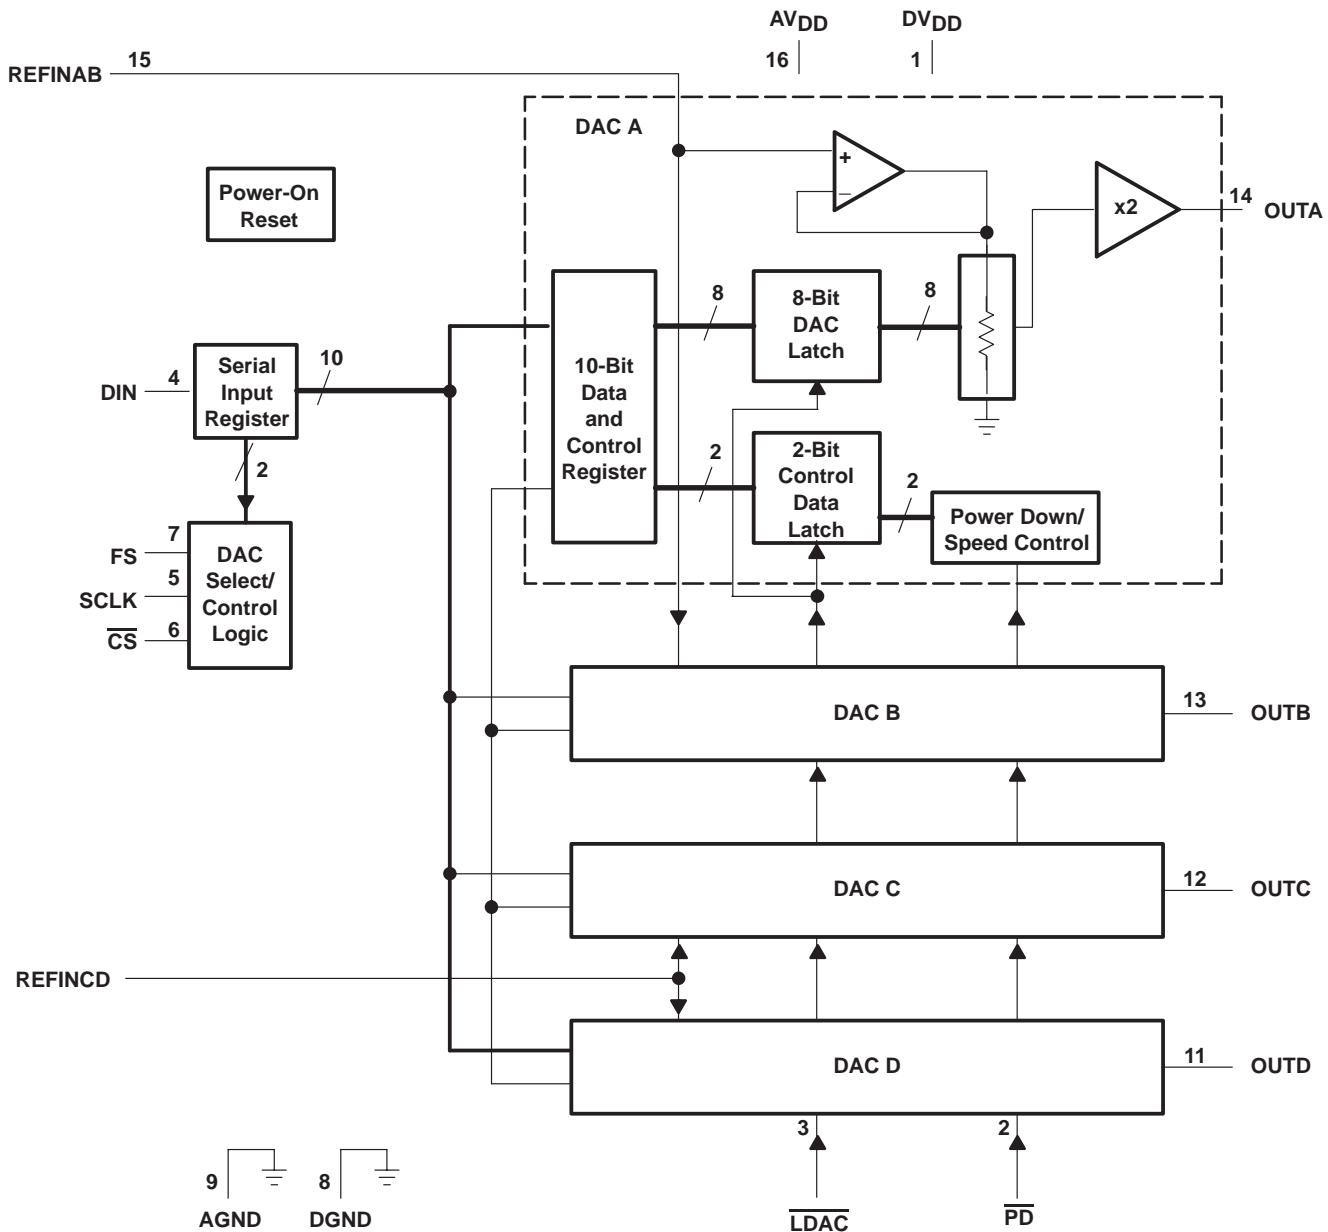 AVDD
DVDD
16
1
REFINAB
15
DAC A
+
−
x2
14
OUTA
Power-On
Reset
8
8-Bit
DAC
Latch
8
10-Bit
Data
and
Control
Register
DIN
4
Serial
Input
Register
10
2
2
2-Bit
Control
Data
Latch
2
Power Down/
Speed Control
FS
7
SCLK
5
CS
6
DAC
Select/
Control
Logic
DAC B
13
OUTB
DAC C
12
OUTC
REFINCD
DAC D
11
OUTD
3
2
9
8
AGND
DGND
LDAC
PD